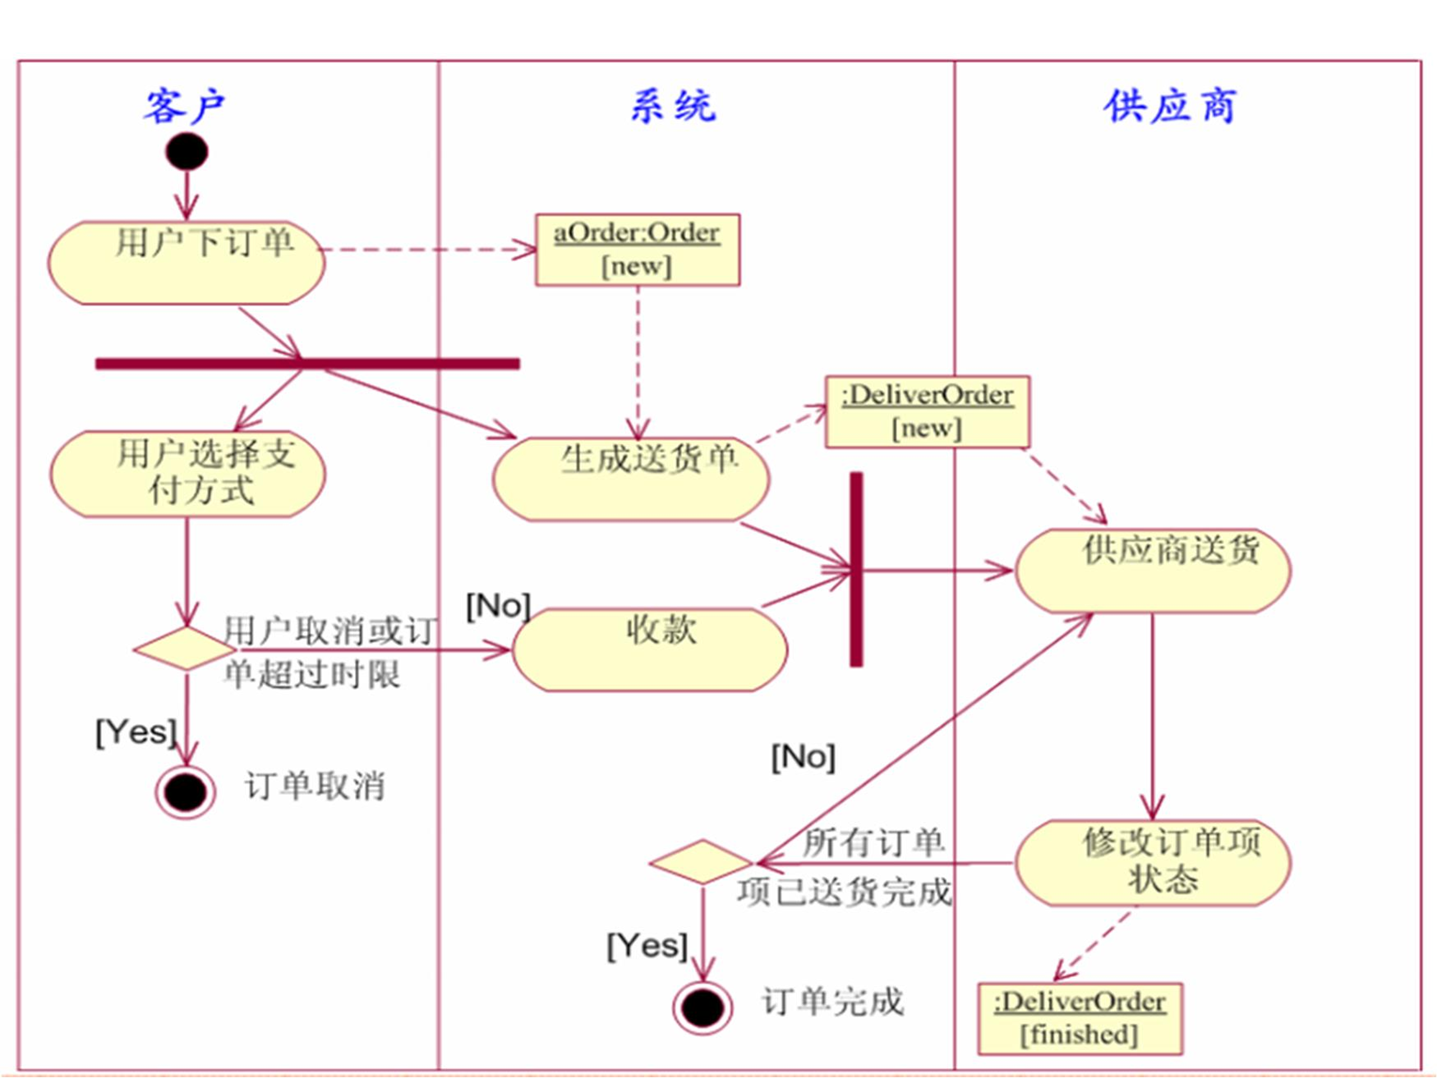 客户
系统
供应商
用户下订单
aOrder:Order
[new]
:DeliverOrder
[new]
用户选择支
付方式
生成送货单
供应商送货
[No]
用户取消或订
单超过时限
收款
[Yes]
订单取消
[No]
所有订单
项已送货完成
修改订单项
状态
[Yes]
订单完成
:DeliverOrder
[finished]